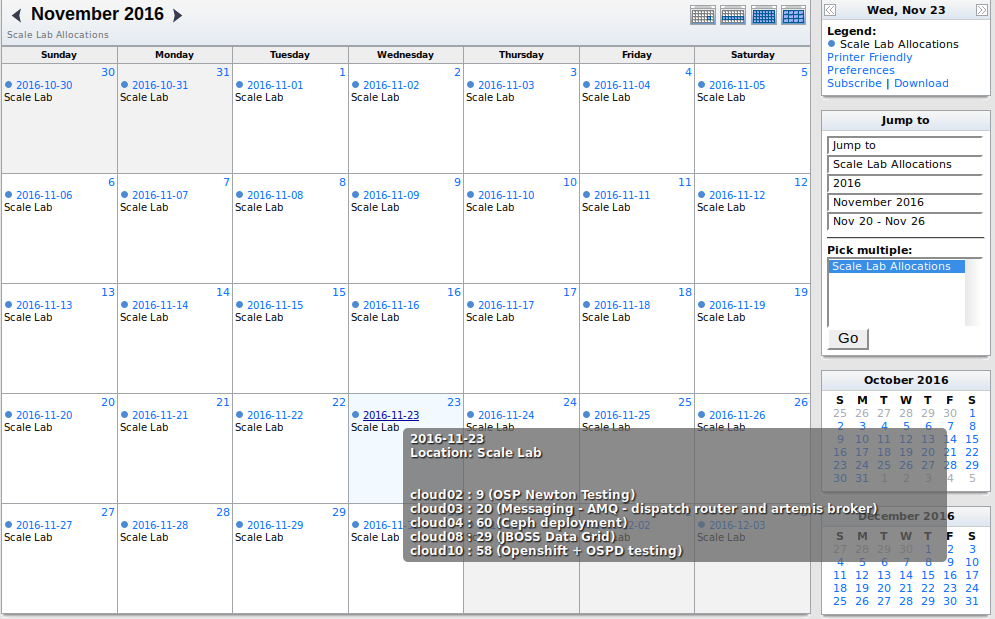 November 2016
Scale Lab Allocations
Sunday Monday Tuesday Wednesday Thursday Friday Saturday
30 31 1 2 3 4 5
2016-10-30 2016-10-31 2016-11-01 2016-11-02 2016-11-03 2016-11-04 2016-11-05
Scale Lab Scale Lab Scale Lab Scale Lab Scale Lab Scale Lab Scale Lab
6 7 8 9 10 11 12
2016-11-06 2016-11-07 2016-11-08 2016-11-09 2016-11-10 2016-11-11 2016-11-12
Scale Lab Scale Lab Scale Lab Scale Lab Scale Lab Scale Lab Scale Lab
13 14 15 16 17 18 19
2016-11-13 2016-11-14 2016-11-15 2016-11-16 2016-11-17 2016-11-18 2016-11-19
Scale Lab Scale Lab Scale Lab Scale Lab Scale Lab Scale Lab Scale Lab
20 21 22 23 24 25 26
2016-11-20 2016-11-21 2016-11-22 2016-11-23 2016-11-24 2016-11-25 2016-11-26
Scale Lab Scale Lab Scale Lab Scale Lab Scale Lab Scale Lab Scale Lab
27 28 29
2016-11-27 2016-11-28 2016-11-29 2016-12-03
Scale Lab Scale Lab Scale Lab Scale Lab Scale Lab
2016-11-23
Location: Scale Lab
cloud02 : 9 (OSP Newton Testing)
cloud03 : 20 (Messaging - AMQ - dispatch router and artemis broker)
cloud04 : 60 (Ceph deployment)
cloud08 : 29 (JBOSS Data Grid)
cloud10 : 58 (Openshift + OSPD testing)
Wed, Nov 23
Legend:
Scale Lab Allocations
Printer Friendly
Preferences
Subscribe | Download
Jump to
Jump to
Scale Lab Allocations
2016
November 2016
Nov 20 - Nov 26
Pick multiple:
Scale Lab Allocations
Go
October 2016
S M T W T F S
25 26 27 28 29 30 1
2 3 4 5 6 7 8
9 10 11 12 13 14 15
16 17 18 19 20 21 22
23 24 25 26 27 28 29
30 31 1 2 3 4 5
December 2016
S M T W T F S
27 28 29 30 1 2 3
4 5 6 7 8 9 10
11 12 13 14 15 16 17
18 19 20 21 22 23 24
25 26 27 28 29 30 31